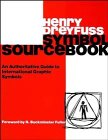 henry
dreyfuss
symbol
sourcebook
An Authoritative Guide to
International Graphic
Symbols
Foreword by R. Buckminster Fuller